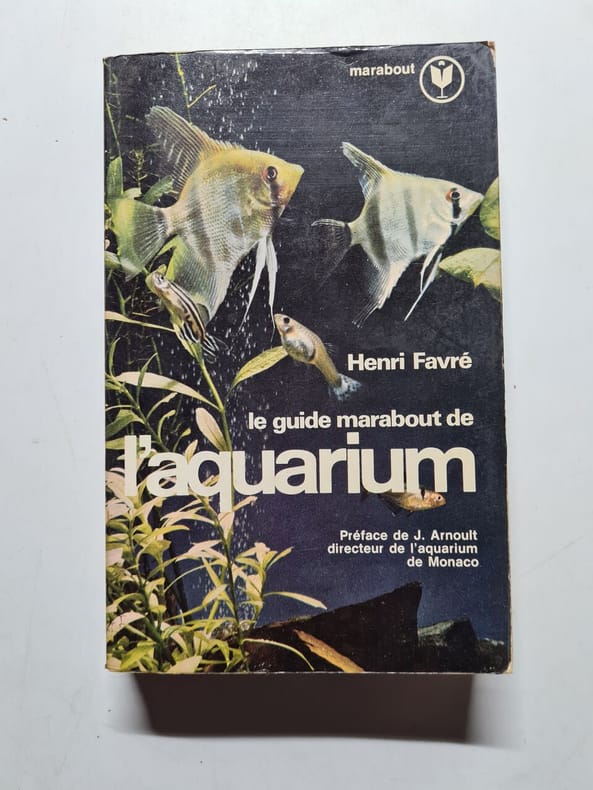 marabout
Henri Favré
le guide marabout de
l'aquarium
Préface de J. Arnoult
directeur de l'aquarium
de Monaco